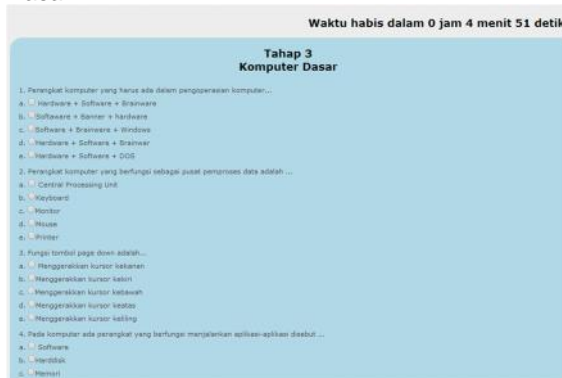 Waktu habis dalam 0 jam 4 menit 51 detik
Tahap 3
Komputer Dasar
1. Perangkat komputer yang harus ada dalam pengoperasian komputer...
a. Hardware + Software + Brainware
b. Softaware + Banner + hardware
c. Software + Brainware + Windows
d. Hardware + Software + Brainwar
e. Hardware + Software + DOS
2. Perangkat komputer yang berfungsi sebagai pusat pemproses data adalah ...
a. Central Processing Unit
b. Keyboard
c. Monitor
d. Mouse
e. Printer
3. Fungsi tombol page down adalah...
a. Menggerakkan kursor kekanan
b. Menggerakkan kursor kekiri
c. Menggerakkan kursor kebawah
d. Menggerakkan kursor keatas
e. Menggerakkan kursor keliling
4. Pada komputer ada perangkat yang berfungsi menjalankan aplikasi-aplikasi disebut ...
a. Software
b. Harddisk
c. Memori